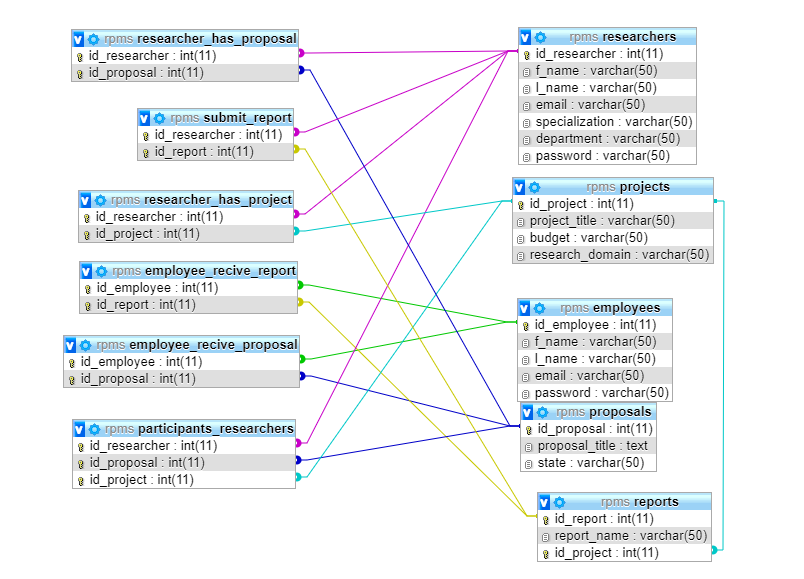 rpms researcher_has_proposal
id_researcher : int(11)
id_proposal : int(11)
rpms submit_report
id_researcher : int(11)
id_report : int(11)
rpms researcher_has_project
id_researcher : int(11)
id_project : int(11)
rpms employee_recive_report
id_employee : int(11)
id_report : int(11)
rpms employee_recive_proposal
id_employee : int(11)
id_proposal : int(11)
rpms participants_researchers
id_researcher : int(11)
id_proposal : int(11)
id_project : int(11)
rpms researchers
id_researcher : int(11)
f_name : varchar(50)
l_name : varchar(50)
email : varchar(50)
specialization : varchar(50)
department : varchar(50)
password : varchar(50)
rpms projects
id_project : int(11)
project_title : varchar(50)
budget : varchar(50)
research_domain : varchar(50)
rpms employees
id_employee : int(11)
f_name : varchar(50)
l_name : varchar(50)
email : varchar(50)
password : varchar(50)
rpms proposals
id_proposal : int(11)
proposal_title : text
state : varchar(50)
rpms reports
id_report : int(11)
report_name : varchar(50)
id_project : int(11)